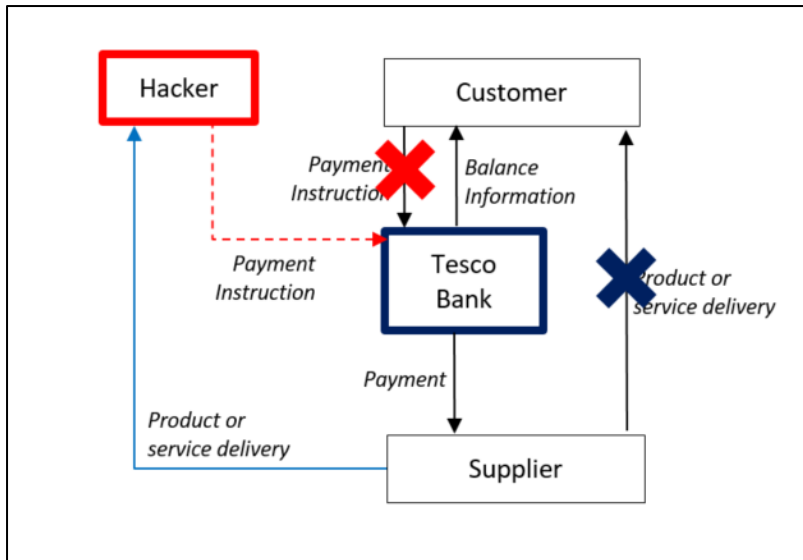 Hacker
Customer
Payment
Instruction
Balance
Information
Payment
Instruction
Tesco
Bank
Product or
service delivery
Payment
Product or
service delivery
Supplier